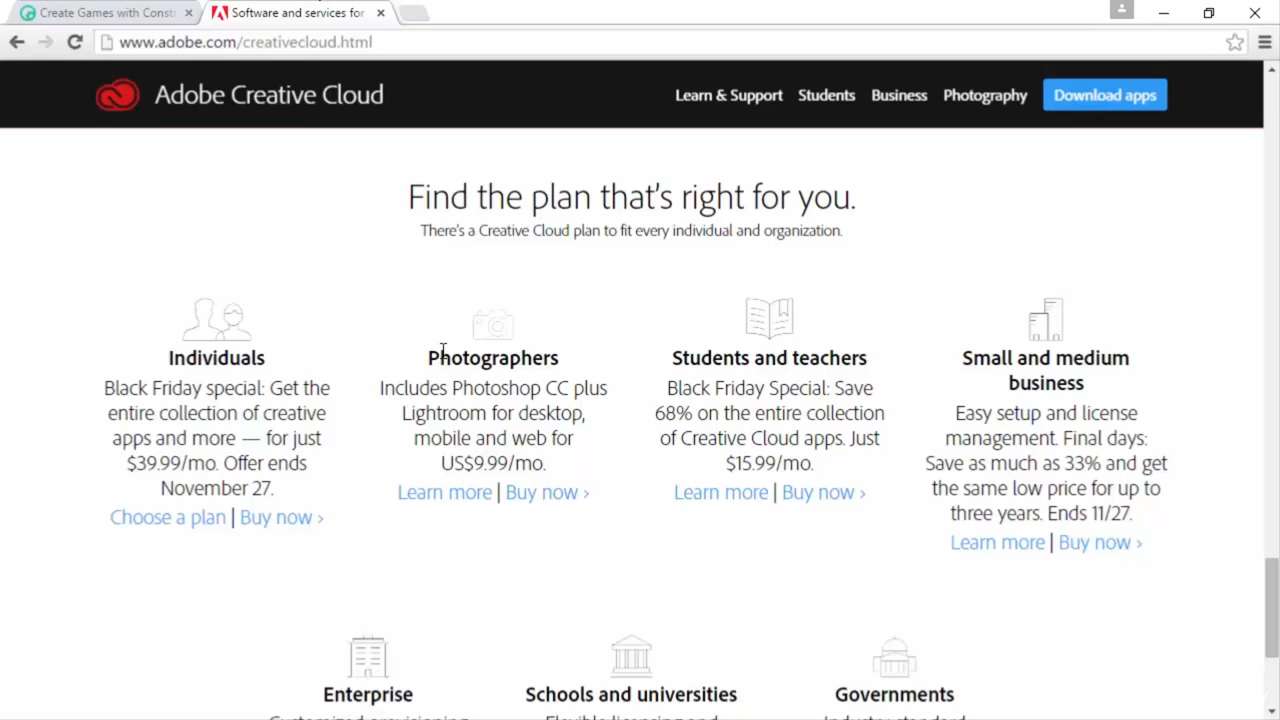 Create Games with Const
Software and services for
www.adobe.com/creativecloud.html
Adobe Creative Cloud
Learn & Support Students Business Photography Download apps
Find the plan that's right for you.
There's a Creative Cloud plan to fit every individual and organization.
Individuals
Black Friday special: Get the
entire collection of creative
apps and more — for just
$39.99/mo. Offer ends
November 27.
Choose a plan | Buy now ›
Photographers
Includes Photoshop CC plus
Lightroom for desktop,
mobile and web for
US$9.99/mo.
Learn more | Buy now ›
Students and teachers
Black Friday Special: Save
68% on the entire collection
of Creative Cloud apps. Just
$15.99/mo.
Learn more | Buy now ›
Small and medium
business
Easy setup and license
management. Final days:
Save as much as 33% and get
the same low price for up to
three years. Ends 11/27.
Learn more | Buy now ›
Enterprise
Customized provisioning
Schools and universities
Flexible licensing and
Governments
Industry standard